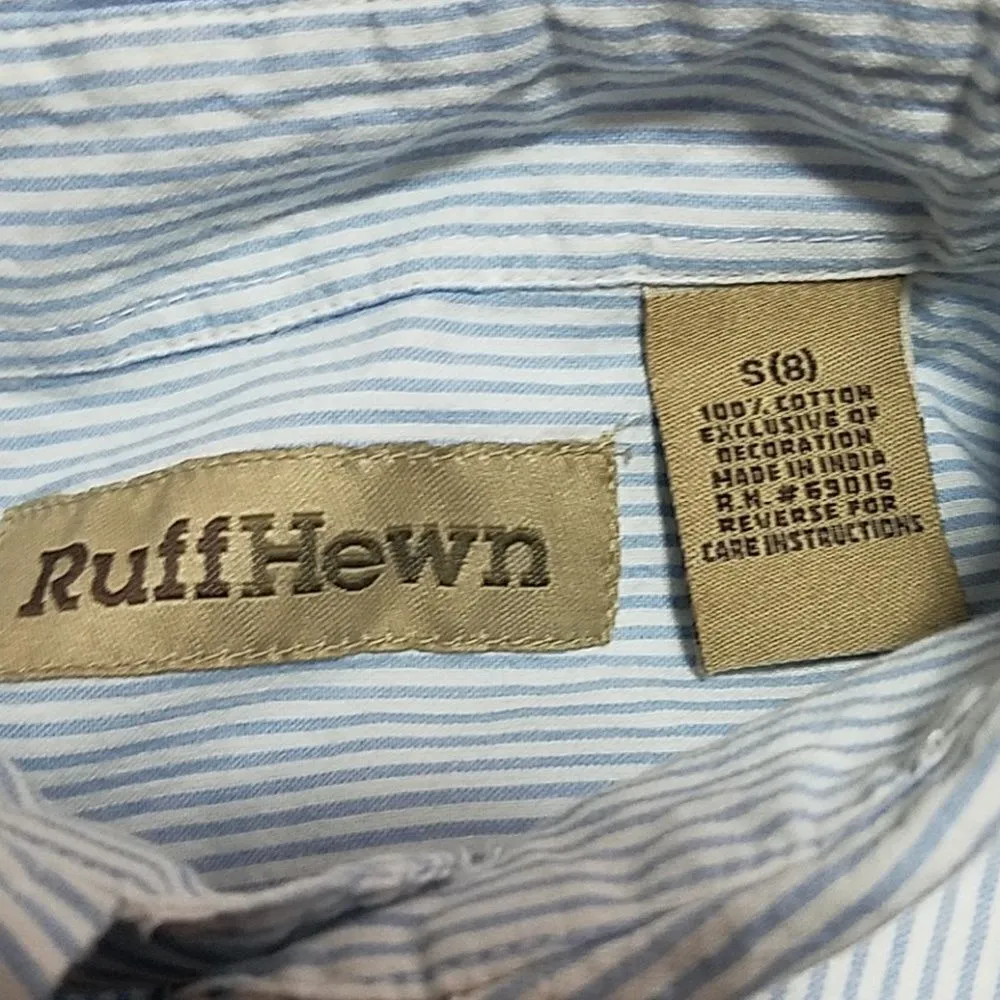 RuffHewn
S(8)
100% COTTON
EXCLUSIVE OF
DECORATION
MADE IN INDIA
R.H. # 69016
REVERSE FOR
CARE INSTRUCTIONS